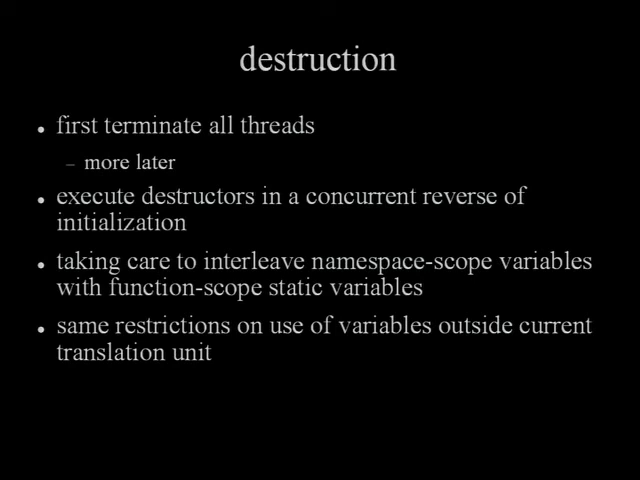 destruction
● first terminate all threads
– more later
● execute destructors in a concurrent reverse of
initialization
● taking care to interleave namespace-scope variables
with function-scope static variables
● same restrictions on use of variables outside current
translation unit